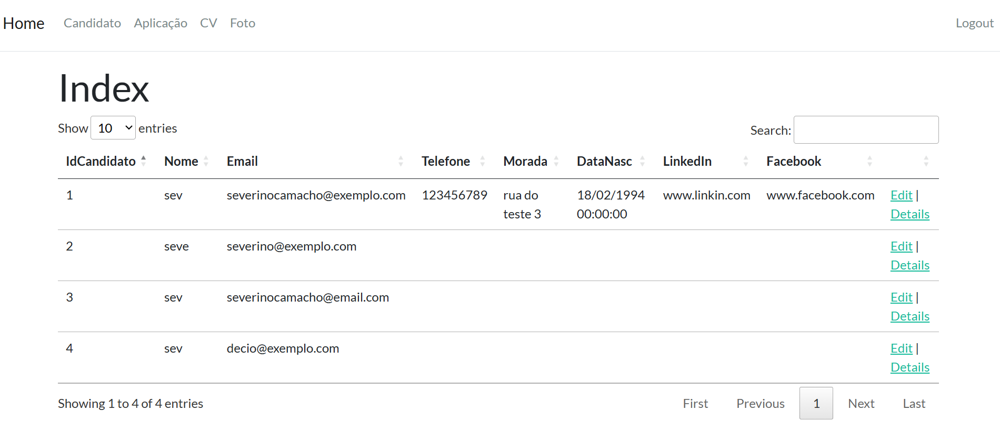 Home Candidato Aplicação CV Foto Logout
Index
Show 10 entries Search:
IdCandidato Nome Email Telefone Morada DataNasc LinkedIn Facebook
1 sev severinocamacho@exemplo.com 123456789 rua do 18/02/1994 www.linkin.com www.facebook.com Edit |
teste 3 00:00:00 Details
2 seve severino@exemplo.com Edit |
Details
3 sev severinocamacho@email.com Edit |
Details
4 sev decio@exemplo.com Edit |
Details
Showing 1 to 4 of 4 entries First Previous 1 Next Last